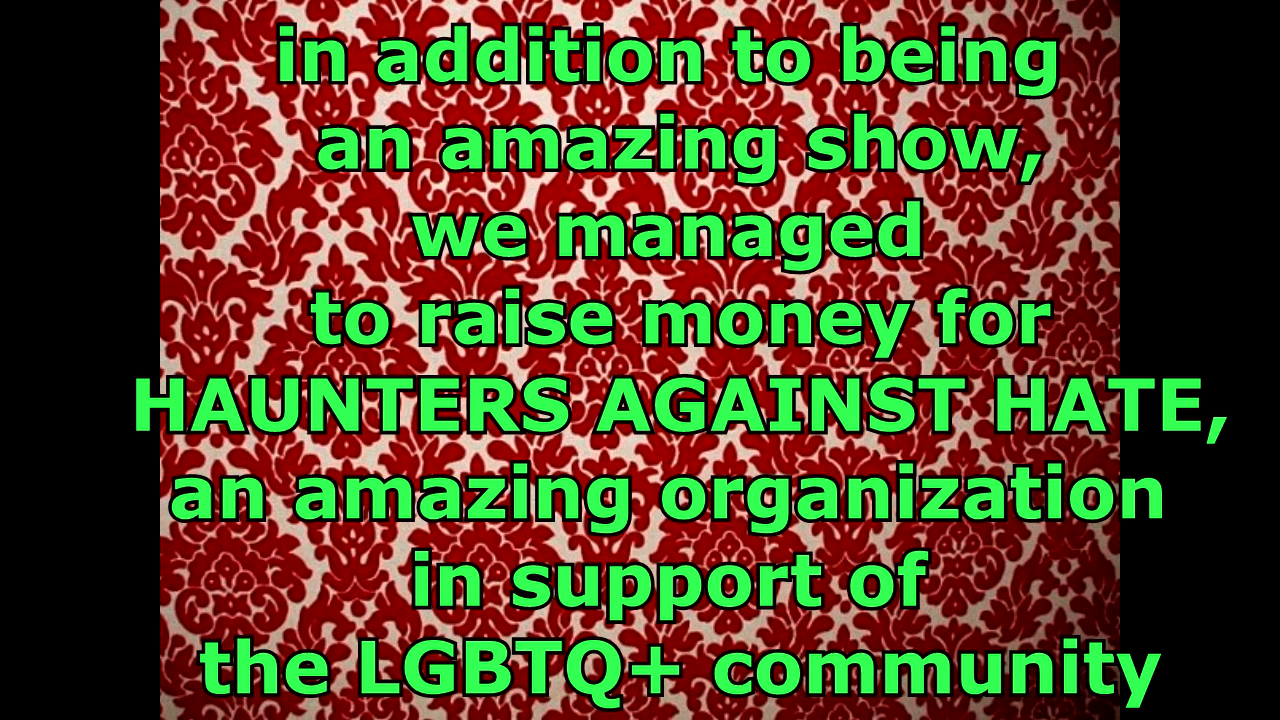 in addition to being
an amazing show,
we managed
to raise money for
HAUNTERS AGAINST HATE,
an amazing organization
in support of
the LGBTQ+ community